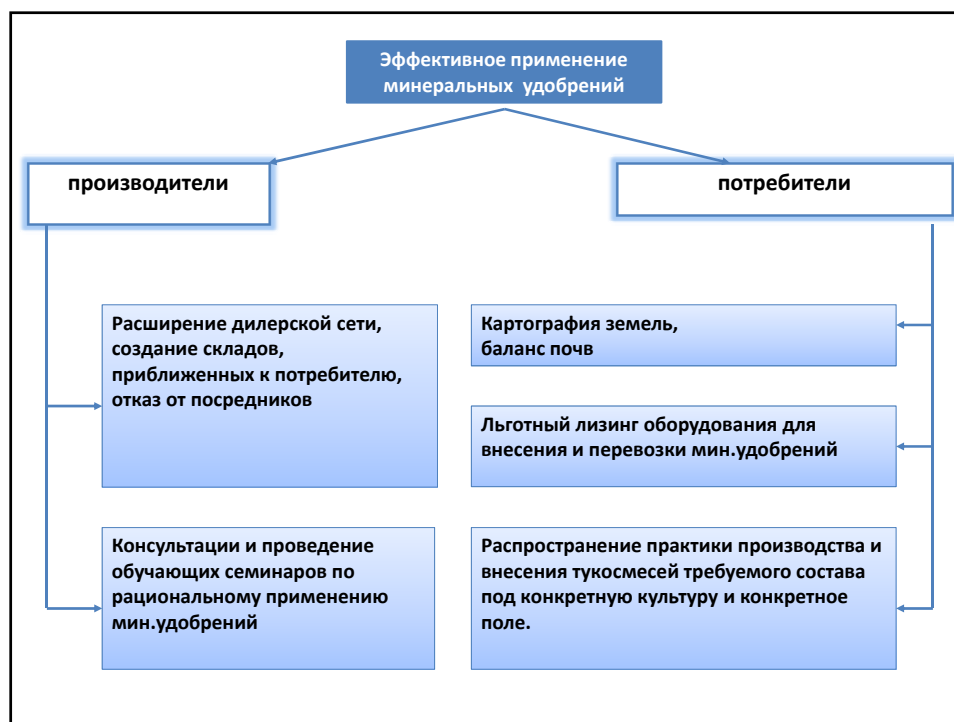 Эффективное применение
минеральных удобрений
производители
потребители
Расширение дилерской сети,
создание складов,
приближенных к потребителю,
отказ от посредников
Консультации и проведение
обучающих семинаров по
рациональному применению
мин.удобрений
Картография земель,
баланс почв
Льготный лизинг оборудования для
внесения и перевозки мин.удобрений
Распространение практики производства и
внесения тукосмесей требуемого состава
под конкретную культуру и конкретное
поле.